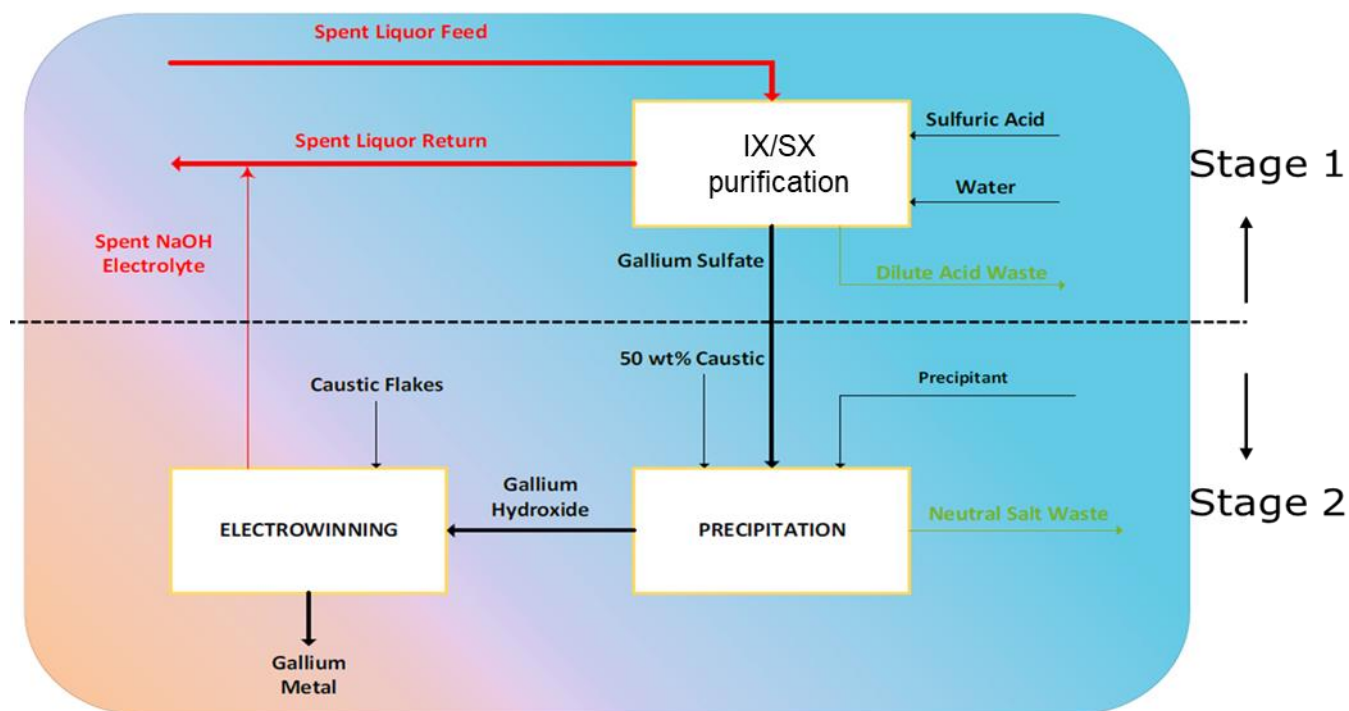 Spent Liquor Feed
Sulfuric Acid
Spent Liquor Return
IX/SX
purification
Stage 1
Water
Spent NaOH
Electrolyte
Gallium Sulfate
Dilute Acid Waste
50 wt% Caustic
Precipitant
Caustic Flakes
Gallium
Hydroxide
Stage 2
ELECTROWINNING
PRECIPITATION
Neutral Salt Waste
Gallium
Metal